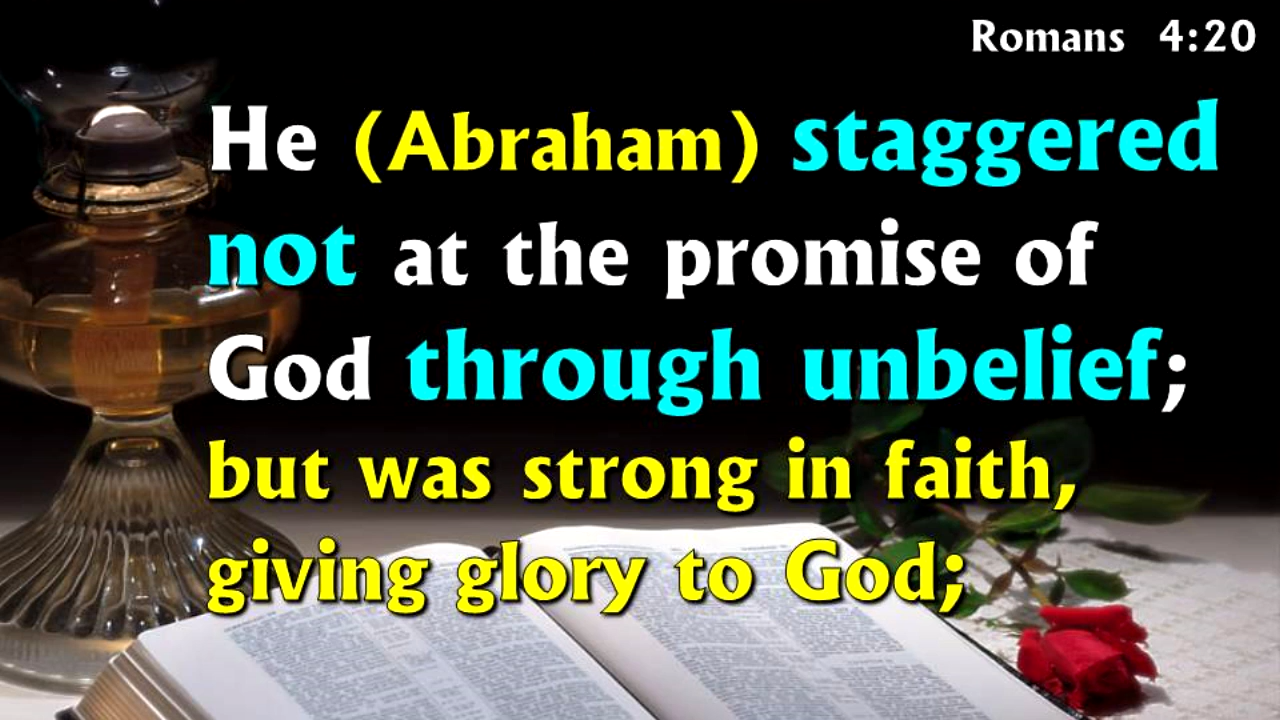 Romans 4:20
He (Abraham) staggered
not at the promise of
God through unbelief;
but was strong in faith,
giving glory to God;